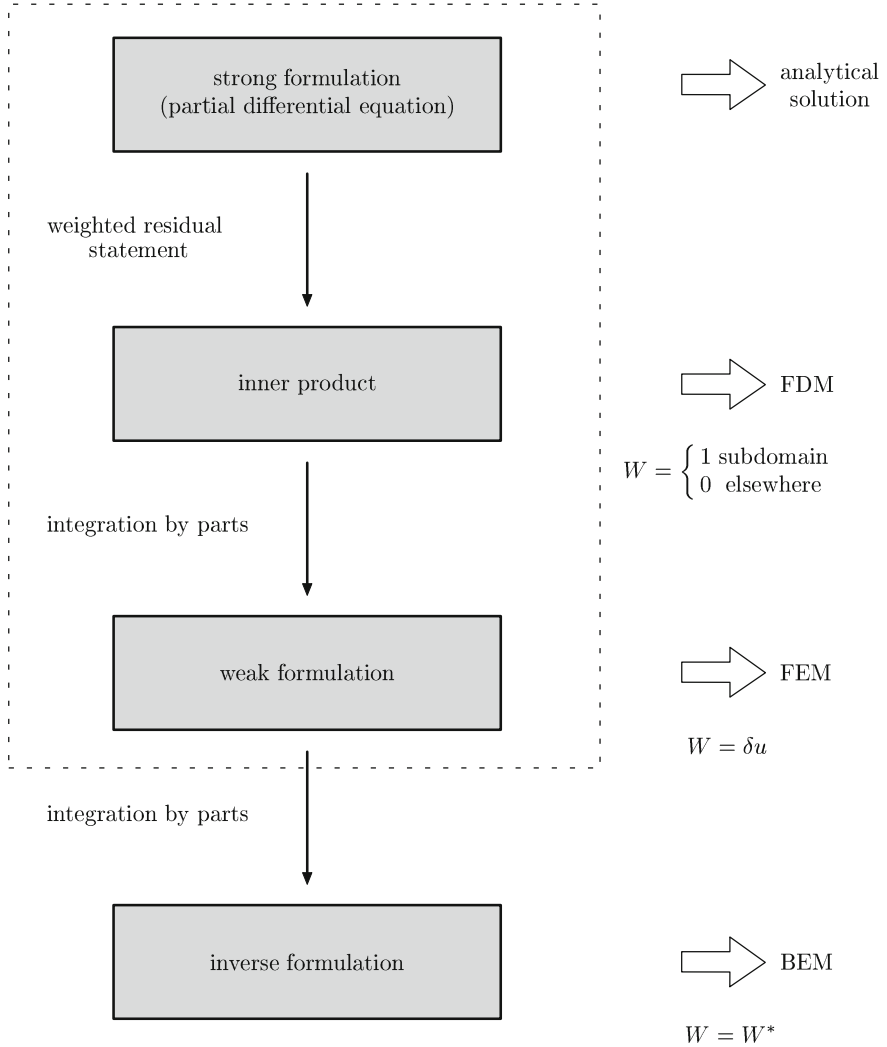 strong formulation
(partial differential equation)
analytical
solution
weighted residual
statement
inner product
FDM
W = { 1 subdomain
0 elsewhere
integration by parts
weak formulation
FEM
W = δu
integration by parts
inverse formulation
BEM
W = W*